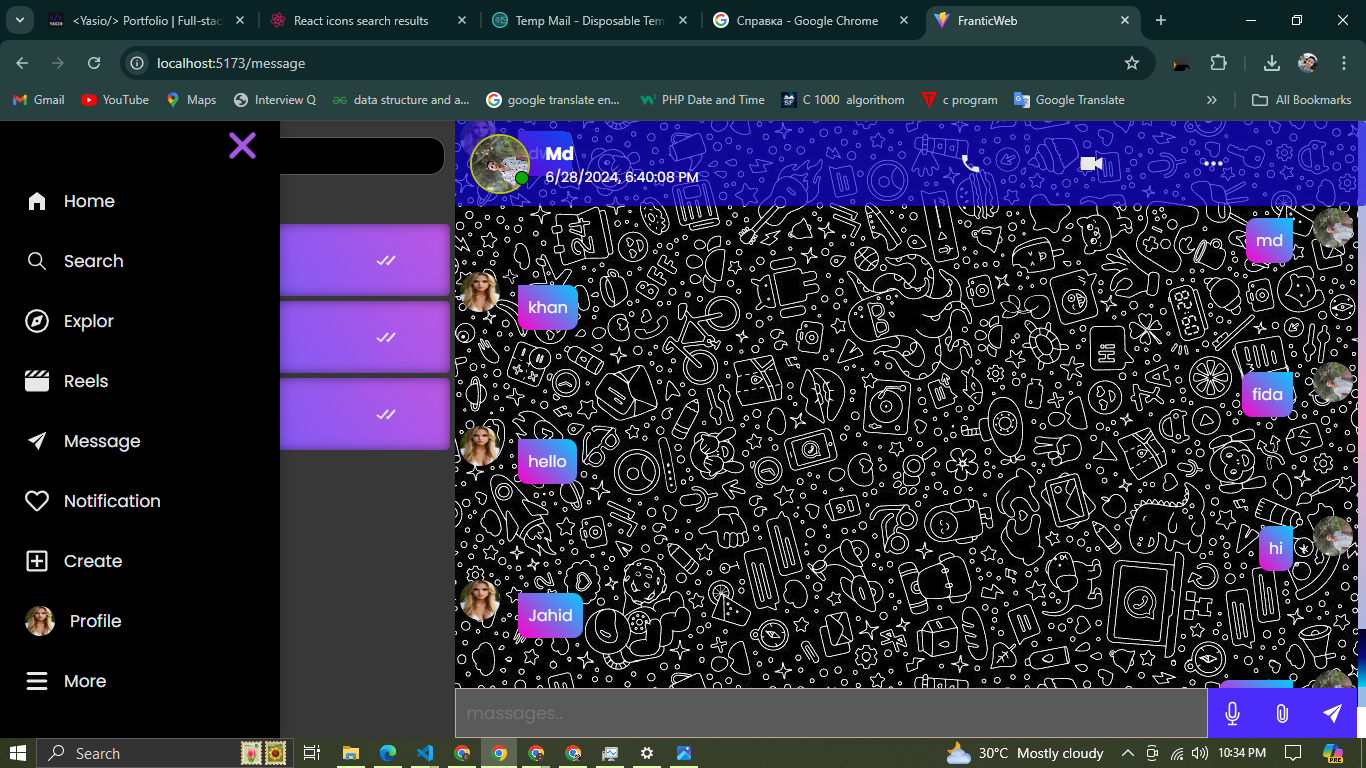 <Yasio/> Portfolio | Full-stac
React icons search results
Temp Mail - Disposable Tem
Справка - Google Chrome
FranticWeb
localhost:5173/message
Gmail
YouTube
Maps
Interview Q
data structure and a...
google translate en...
PHP Date and Time
C 1000 algorithom
c program
Google Translate
All Bookmarks
Home
Search
Explor
Reels
Message
Notification
Create
Profile
More
Md
6/28/2024, 6:40:08 PM
md
khan
fida
hello
hi
Jahid
massages..
Search
30°C Mostly cloudy
10:34 PM